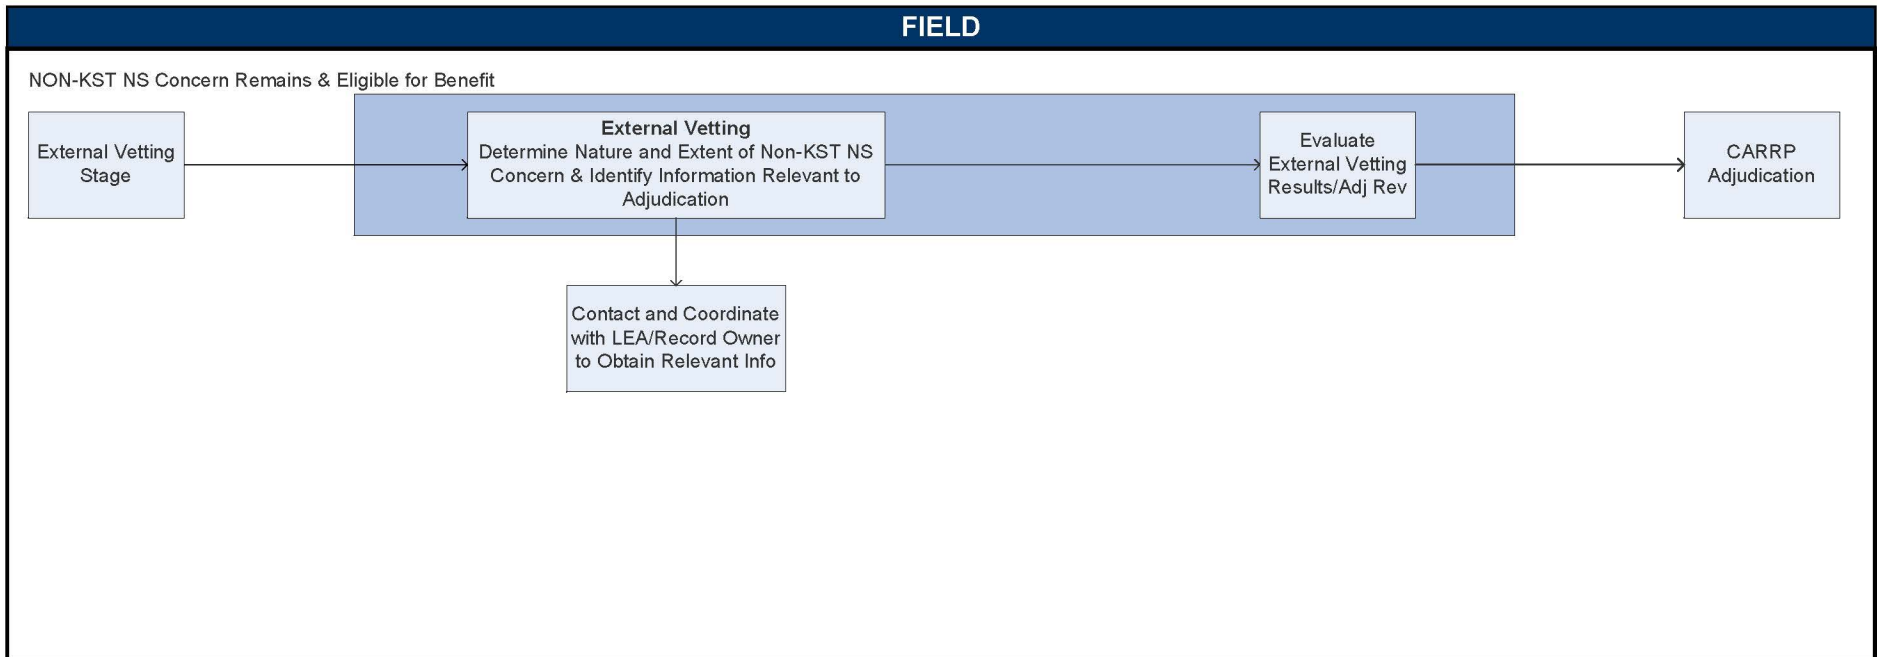 FIELD
NON-KST NS Concern Remains & Eligible for Benefit
External Vetting
Stage
External Vetting
Determine Nature and Extent of Non-KST NS
Concern & Identify Information Relevant to
Adjudication
Evaluate
External Vetting
Results/Adj Rev
CARRP
Adjudication
Contact and Coordinate
with LEA/Record Owner
to Obtain Relevant Info